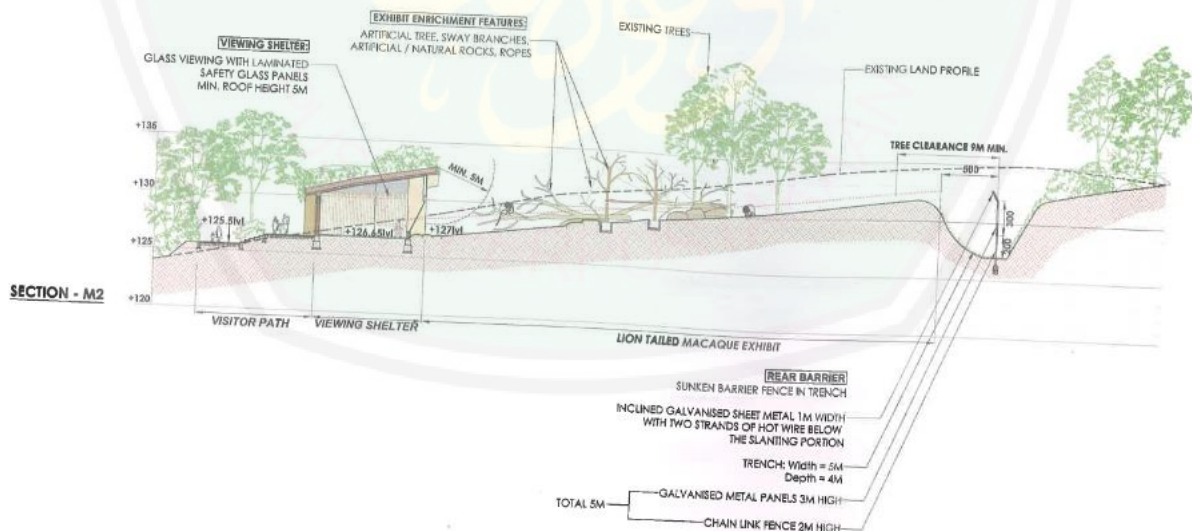 EXHIBIT ENRICHMENT FEATURES:
ARTIFICIAL TREE, SWAY BRANCHES,
ARTIFICIAL / NATURAL ROCKS, ROPES
EXISTING TREES
VIEWING SHELTER:
GLASS VIEWING WITH LAMINATED
SAFETY GLASS PANELS
MIN. ROOF HEIGHT 5M
EXISTING LAND PROFILE
+135
TREE CLEARANCE 9M MIN.
MIN. 5M
500
+130
+125.5lvl
300
+126.65lvl
+127lvl
+125
200
SECTION - M2
+120
VISITOR PATH
VIEWING SHELTER
LION TAILED MACAQUE EXHIBIT
REAR BARRIER
SUNKEN BARRIER FENCE IN TRENCH
INCLINED GALVANISED SHEET METAL 1M WIDTH
WITH TWO STRANDS OF HOT WIRE BELOW
THE SLANTING PORTION
TRENCH: Width = 5M
Depth = 4M
TOTAL 5M
GALVANISED METAL PANELS 3M HIGH
CHAIN LINK FENCE 2M HIGH